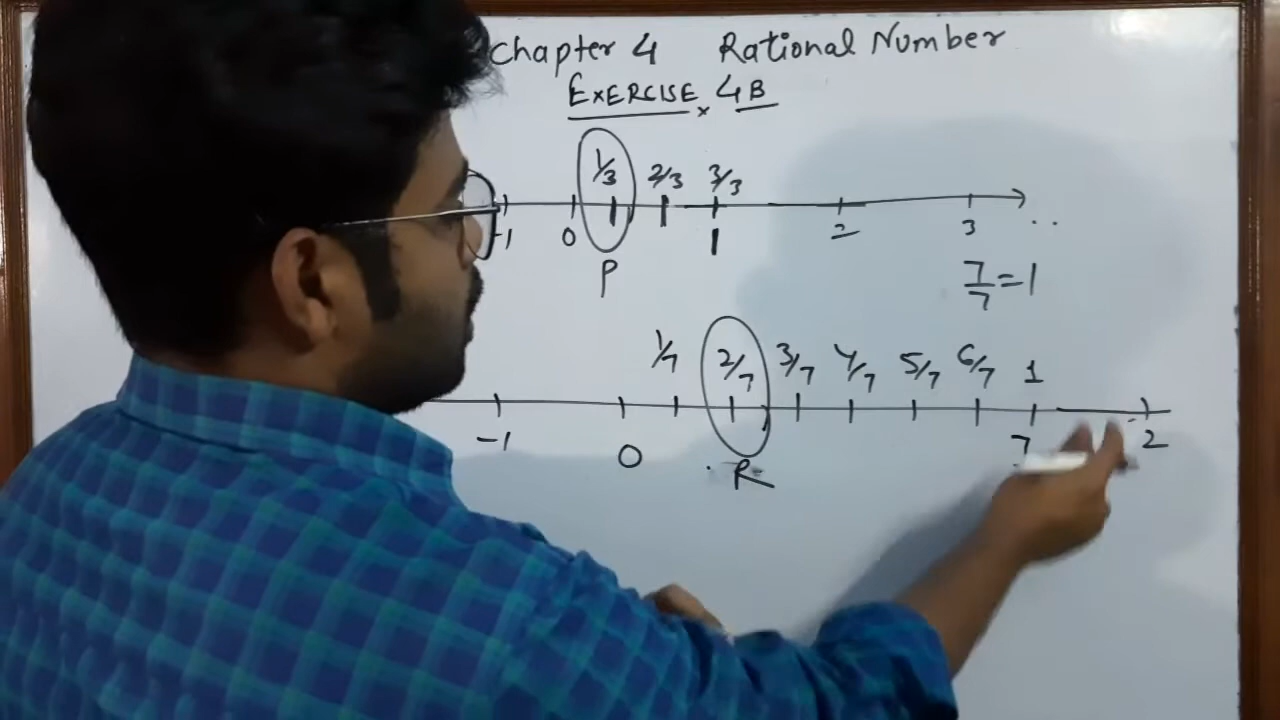 Chapter 4 Rational Number
EXERCISE 4B
1/3 2/3 3/3
-1 0 1 2 3 ..
P
7/7 = 1
1/7 2/7 3/7 4/7 5/7 6/7 1
-1 0 7 2
R